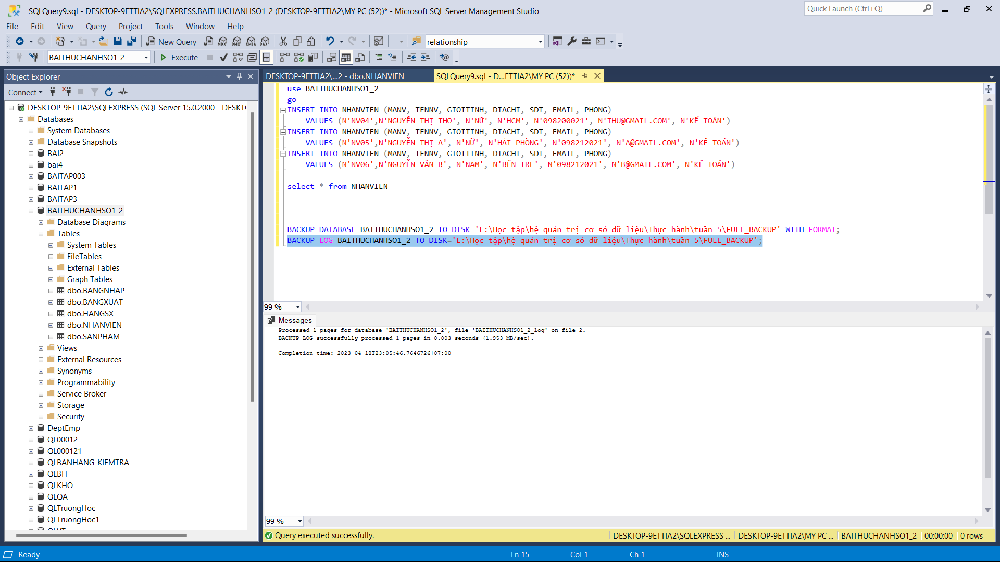 SQLQuery9.sql - DESKTOP-9ETTIA2\SQLEXPRESS.BAITHUCHANHSO1_2 (DESKTOP-9ETTIA2\MY PC (52))* - Microsoft SQL Server Management Studio
Quick Launch (Ctrl+Q)
File Edit View Query Project Tools Window Help
New Query MDX DMX XMLA DAX relationship
BAITHUCHANHSO1_2 Execute
Object Explorer
Connect
DESKTOP-9ETTIA2\SQLEXPRESS (SQL Server 15.0.2000 - DESKT
Databases
System Databases
Database Snapshots
BAI2
bai4
BAITAP003
BAITAP1
BAITAP3
BAITHUCHANHSO1_2
Database Diagrams
Tables
System Tables
FileTables
External Tables
Graph Tables
dbo.BANGNHAP
dbo.BANGXUAT
dbo.HANGSX
dbo.NHANVIEN
dbo.SANPHAM
Views
External Resources
Synonyms
Programmability
Service Broker
Storage
Security
DeptEmp
QL00012
QL000121
QLBANHANG_KIEMTRA
QLBH
QLKHO
QLQA
QLTruongHoc
QLTruongHoc1
DESKTOP-9ETTIA2\...2 - dbo.NHANVIEN
SQLQuery9.sql - D...ETTIA2\MY PC (52))*
use BAITHUCHANHSO1_2
go
INSERT INTO NHANVIEN (MANV, TENNV, GIOITINH, DIACHI, SDT, EMAIL, PHONG)
VALUES (N'NV04',N'NGUYỄN THỊ THO', N'NỮ', N'HCM', N'098200021', N'THU@GMAIL.COM', N'KẾ TOÁN')
INSERT INTO NHANVIEN (MANV, TENNV, GIOITINH, DIACHI, SDT, EMAIL, PHONG)
VALUES (N'NV05',N'NGUYỄN THỊ A', N'NỮ', N'HẢI PHÒNG', N'098212021', N'A@GMAIL.COM', N'KẾ TOÁN')
INSERT INTO NHANVIEN (MANV, TENNV, GIOITINH, DIACHI, SDT, EMAIL, PHONG)
VALUES (N'NV06',N'NGUYỄN VĂN B', N'NAM', N'BẾN TRE', N'098212021', N'B@GMAIL.COM', N'KẾ TOÁN')
select * from NHANVIEN
BACKUP DATABASE BAITHUCHANHSO1_2 TO DISK='E:\Học tập\hệ quản trị cơ sở dữ liệu\Thực hành\tuần 5\FULL_BACKUP' WITH FORMAT;
BACKUP LOG BAITHUCHANHSO1_2 TO DISK='E:\Học tập\hệ quản trị cơ sở dữ liệu\Thực hành\tuần 5\FULL_BACKUP';
99 %
Messages
Processed 1 pages for database 'BAITHUCHANHSO1_2', file 'BAITHUCHANHSO1_2_log' on file 2.
BACKUP LOG successfully processed 1 pages in 0.003 seconds (1.953 MB/sec).
Completion time: 2023-04-18T23:05:46.7646726+07:00
99 %
Query executed successfully. DESKTOP-9ETTIA2\SQLEXPRESS ... DESKTOP-9ETTIA2\MY PC ... BAITHUCHANHSO1_2 00:00:00 0 rows
Ready Ln 15 Col 1 Ch 1 INS